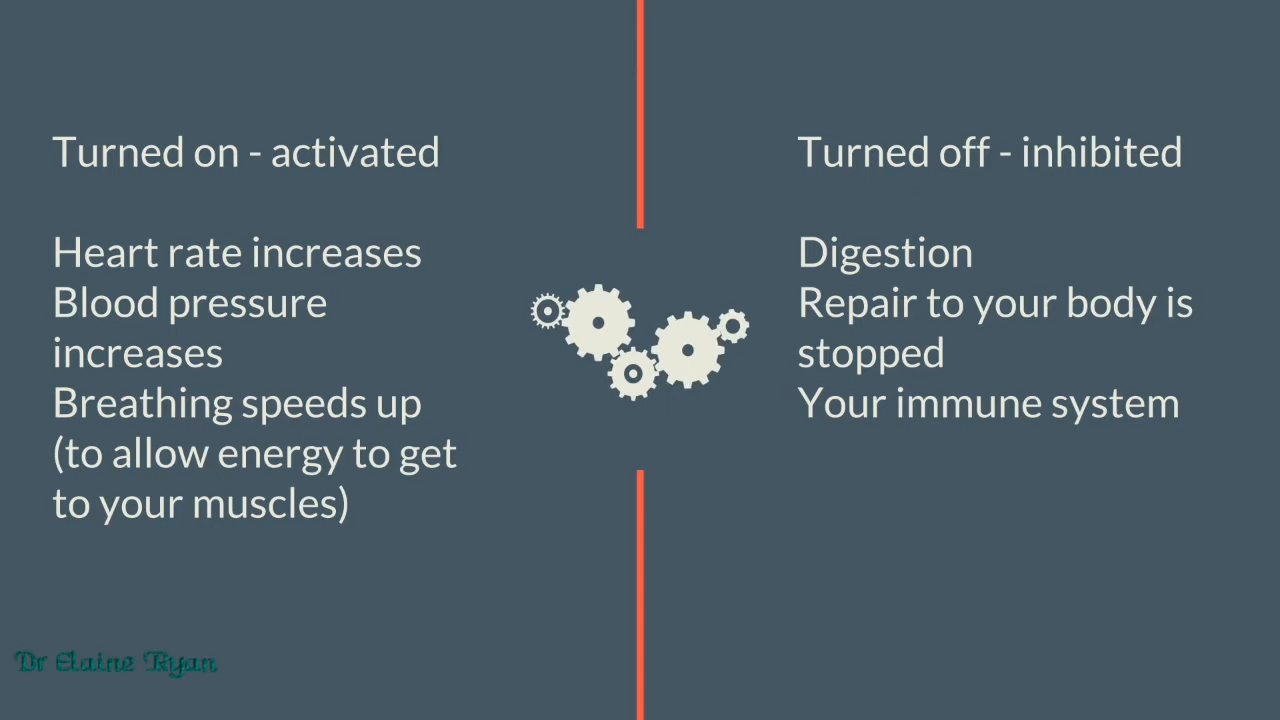 Turned on - activated
Heart rate increases
Blood pressure
increases
Breathing speeds up
(to allow energy to get
to your muscles)
Turned off - inhibited
Digestion
Repair to your body is
stopped
Your immune system
Dr Elaine Ryan